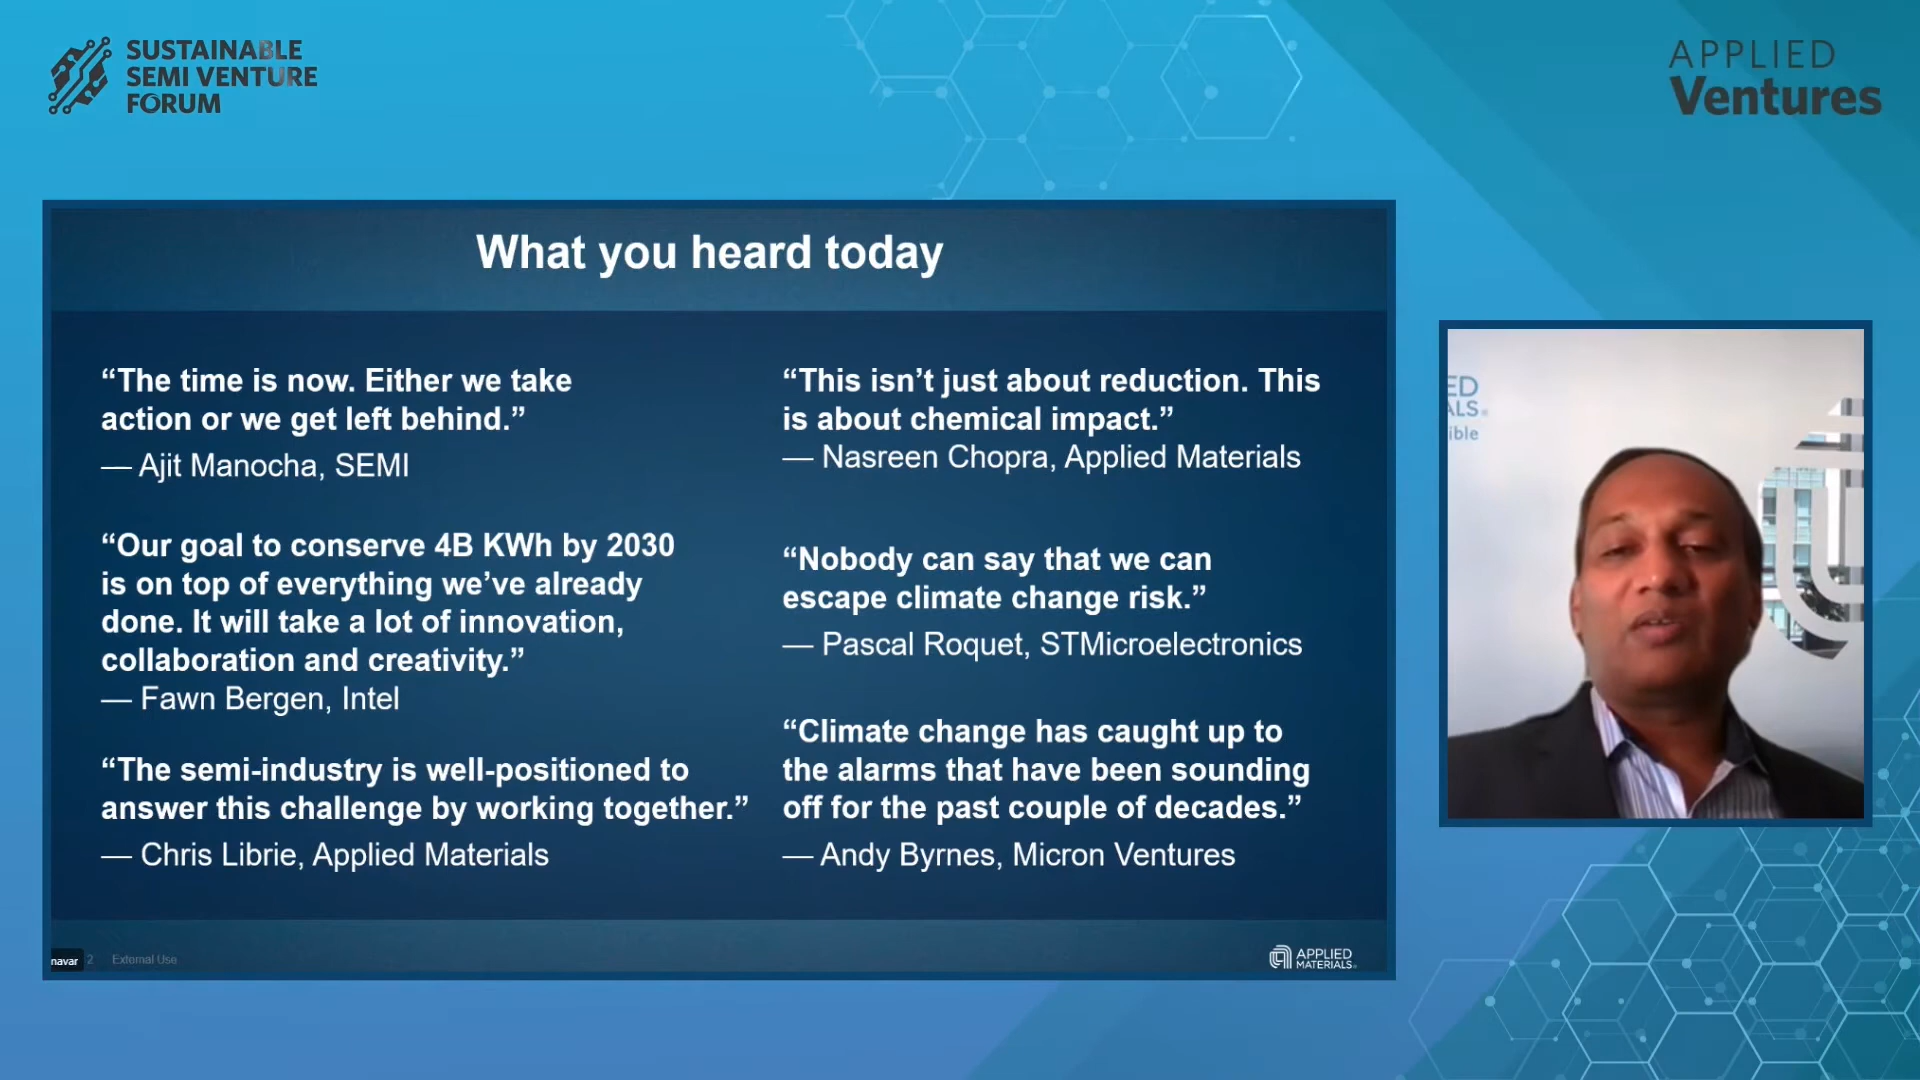 SUSTAINABLE
SEMI VENTURE
FORUM
APPLIED
Ventures
What you heard today
“The time is now. Either we take
action or we get left behind.”
— Ajit Manocha, SEMI
“Our goal to conserve 4B KWh by 2030
is on top of everything we’ve already
done. It will take a lot of innovation,
collaboration and creativity.”
— Fawn Bergen, Intel
“The semi-industry is well-positioned to
answer this challenge by working together.”
— Chris Librie, Applied Materials
“This isn’t just about reduction. This
is about chemical impact.”
— Nasreen Chopra, Applied Materials
“Nobody can say that we can
escape climate change risk.”
— Pascal Roquet, STMicroelectronics
“Climate change has caught up to
the alarms that have been sounding
off for the past couple of decades.”
— Andy Byrnes, Micron Ventures
navar 2 External Use
APPLIED
MATERIALS®
ED
ALS®
ible